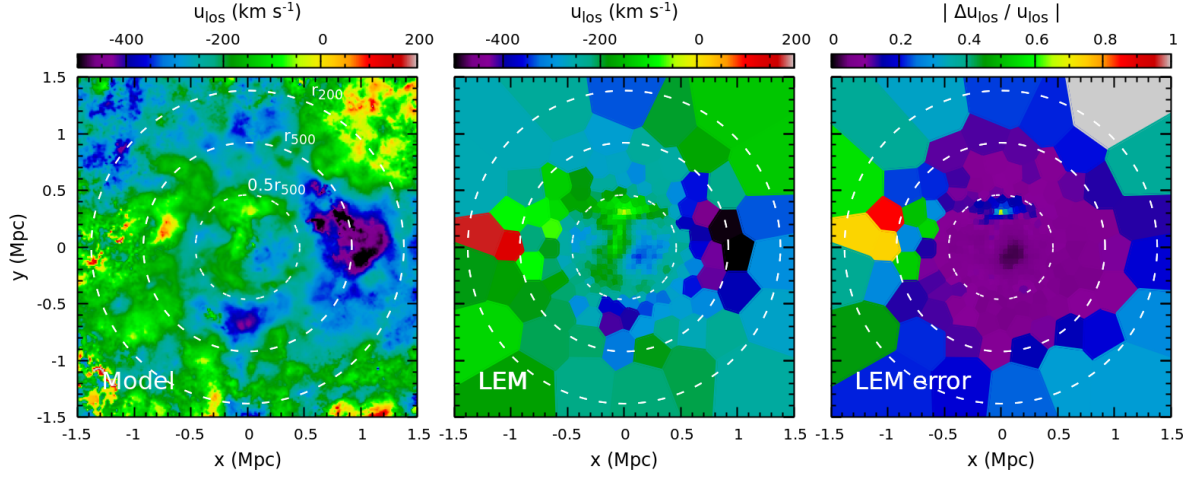 u_los (km s⁻¹)
u_los (km s⁻¹)
| Δu_los / u_los |
-400 -200 0 200
-400 -200 0 200
0 0.2 0.4 0.6 0.8 1
1.5
1
0.5
0
-0.5
-1
-1.5
y (Mpc)
r_200
r_500
0.5r_500
Model
LEM
LEM error
-1.5 -1 -0.5 0 0.5 1 1.5
-1.5 -1 -0.5 0 0.5 1 1.5
-1.5 -1 -0.5 0 0.5 1 1.5
x (Mpc)
x (Mpc)
x (Mpc)